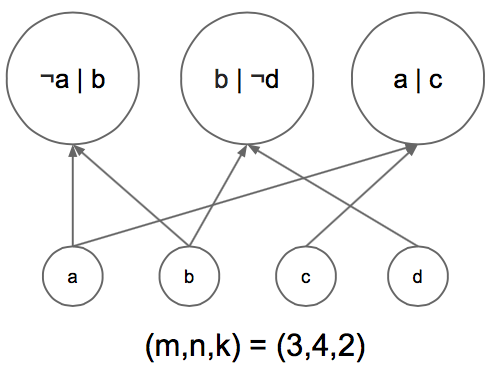 ¬a | b b | ¬d a | c
a b c d
(m,n,k) = (3,4,2)